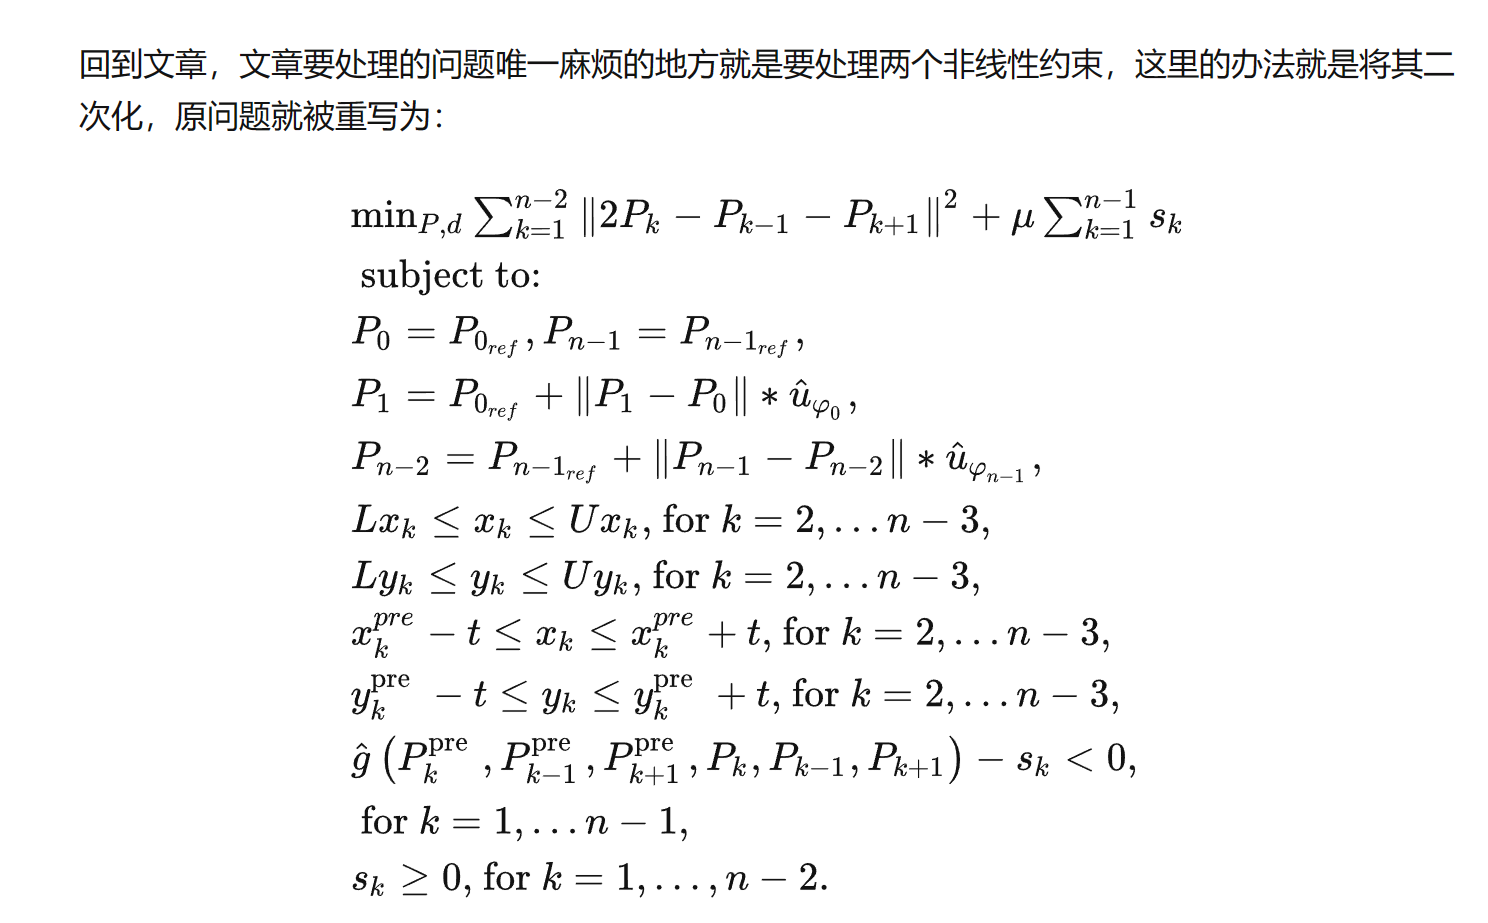 回到文章，文章要处理的问题唯一麻烦的地方就是要处理两个非线性约束，这里的办法就是将其二
次化，原问题就被重写为：
$\min_{P,d} \sum_{k=1}^{n-2} \|2P_k - P_{k-1} - P_{k+1}\|^2 + \mu \sum_{k=1}^{n-1} s_k$
subject to:
$P_0 = P_{0_{ref}}, P_{n-1} = P_{n-1_{ref}},$
$P_1 = P_{0_{ref}} + \|P_1 - P_0\| * \hat{u}_{\varphi_0},$
$P_{n-2} = P_{n-1_{ref}} + \|P_{n-1} - P_{n-2}\| * \hat{u}_{\varphi_{n-1}},$
$Lx_k \leq x_k \leq Ux_k$, for $k = 2, \ldots n-3,$
$Ly_k \leq y_k \leq Uy_k$, for $k = 2, \ldots n-3,$
$x_k^{pre} - t \leq x_k \leq x_k^{pre} + t$, for $k = 2, \ldots n-3,$
$y_k^{\text{pre}} - t \leq y_k \leq y_k^{\text{pre}} + t$, for $k = 2, \ldots n-3,$
$\hat{g}\left(P_k^{\text{pre}}, P_{k-1}^{\text{pre}}, P_{k+1}^{\text{pre}}, P_k, P_{k-1}, P_{k+1}\right) - s_k < 0,$
for $k = 1, \ldots n-1,$
$s_k \geq 0$, for $k = 1, \ldots, n-2.$